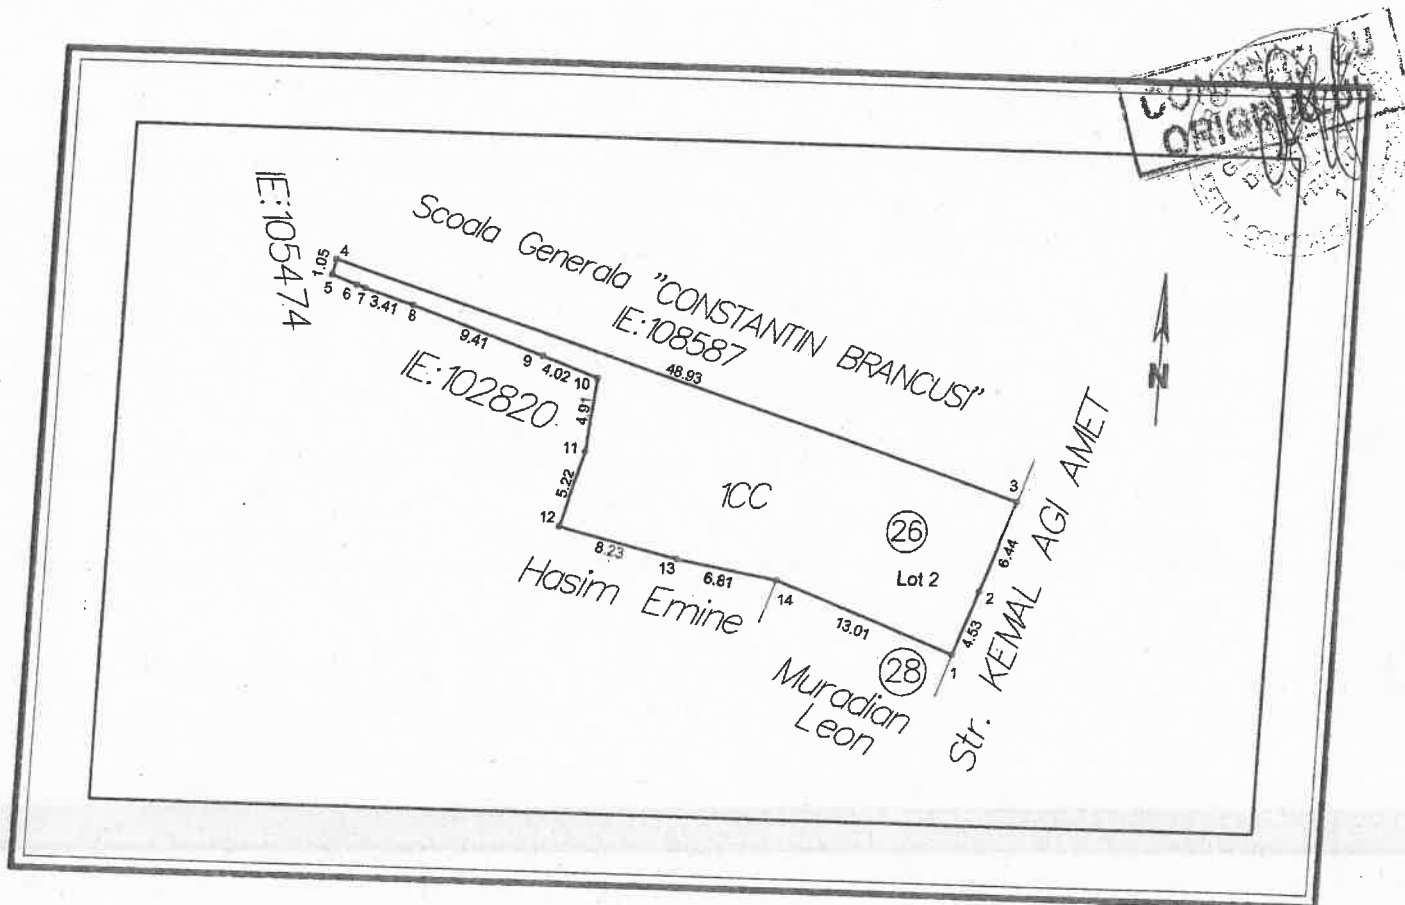 CONFORM CU
ORIGINALUL
IE:105474
Scoala Generala "CONSTANTIN BRANCUSI"
IE:108587
48.93
4
1.05
5
6
7
3.41
8
9.41
9
4.02
10
IE:102820
4.91
11
5.22
12
8.23
13
6.81
14
13.01
1
4.53
2
6.44
3
1CC
26
Lot 2
N
Hasim Emine
28
Muradian
Leon
Str. KEMAL AGI AMET